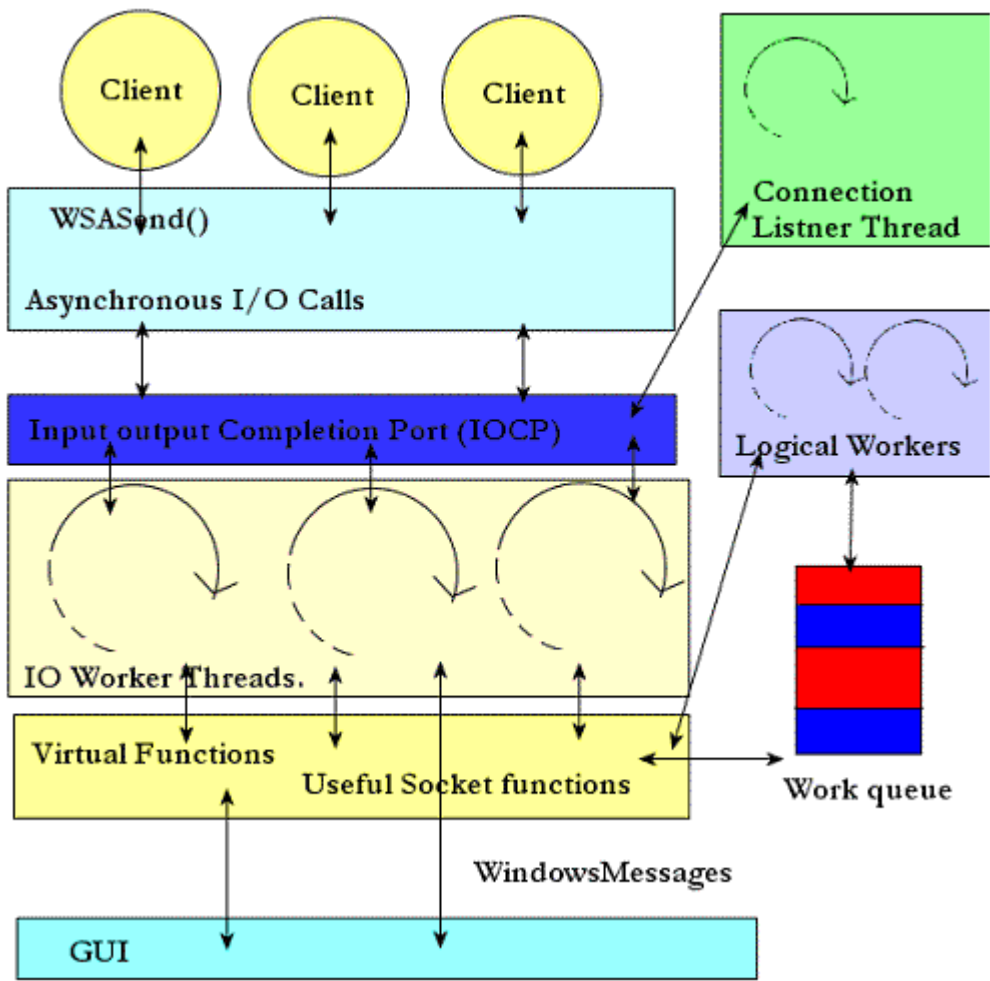 Client
Client
Client
WSASend()
Asynchronous I/O Calls
Connection
Listner Thread
Input output Completion Port (IOCP)
Logical Workers
IO Worker Threads.
Virtual Functions
Useful Socket functions
Work queue
WindowsMessages
GUI